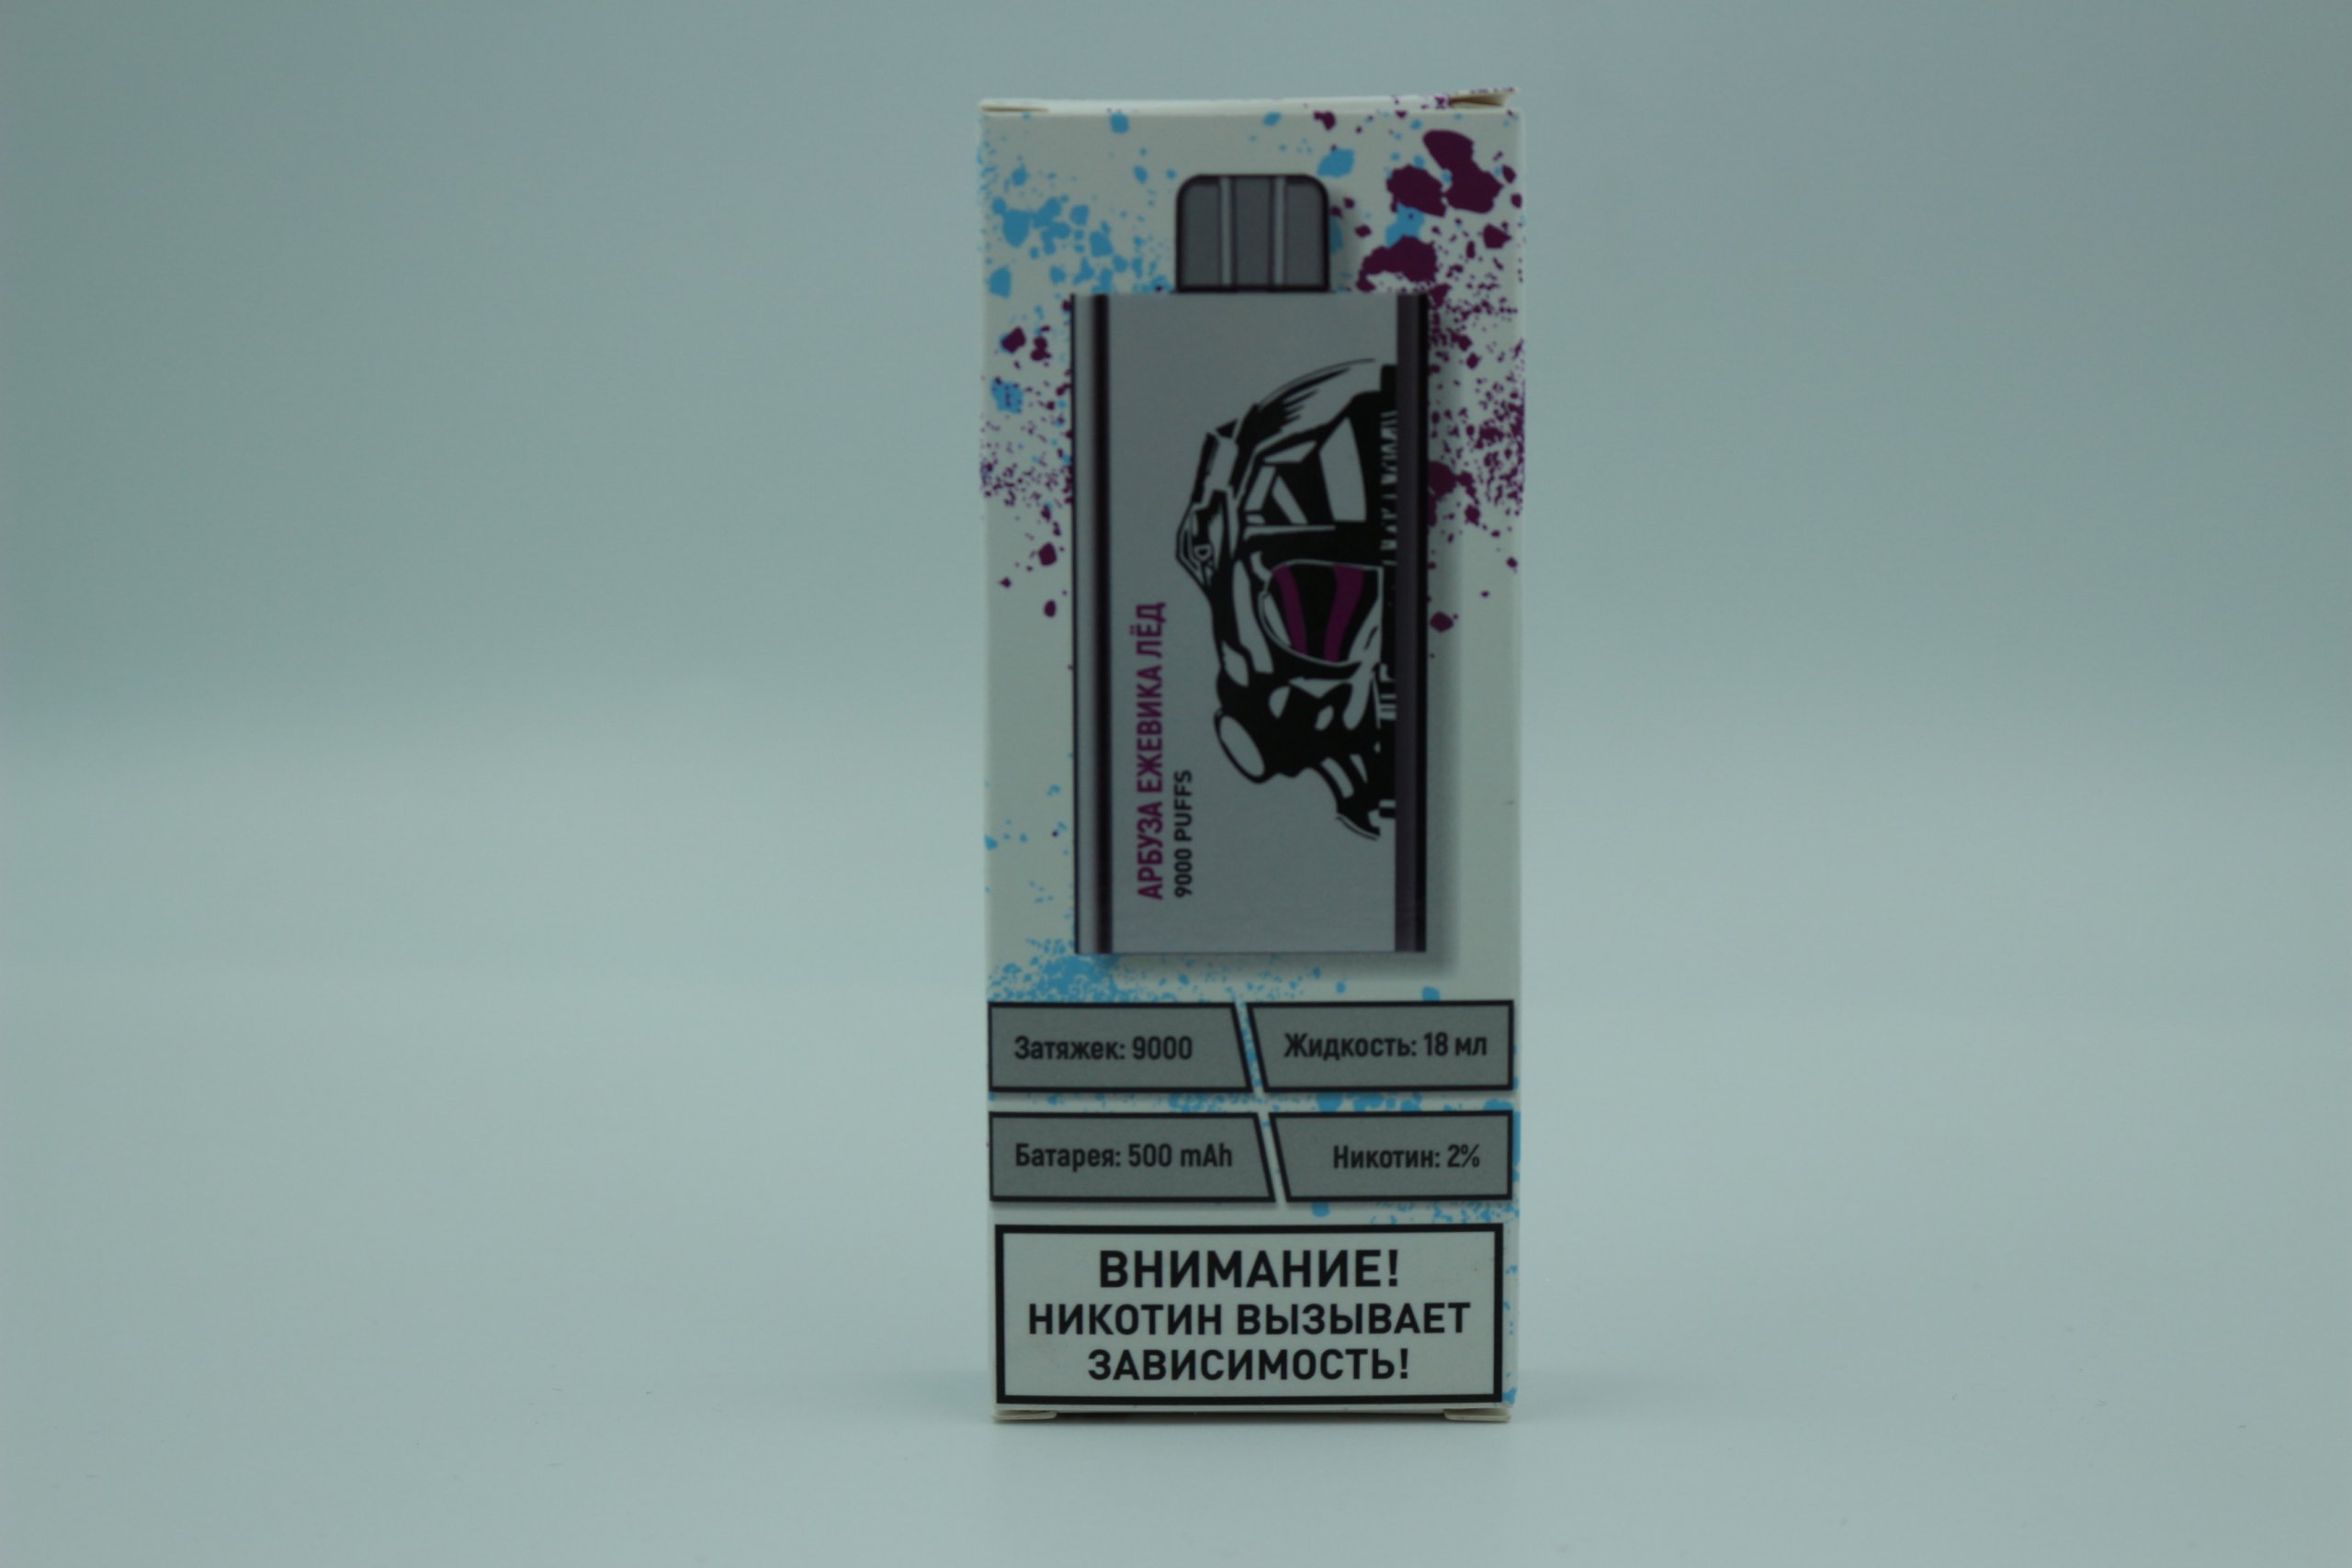 АРБУЗА ЕЖЕВИКА ЛЁД
9000 PUFFS
Затяжек: 9000
Жидкость: 18 мл
Батарея: 500 mAh
Никотин: 2%
ВНИМАНИЕ!
НИКОТИН ВЫЗЫВАЕТ
ЗАВИСИМОСТЬ!